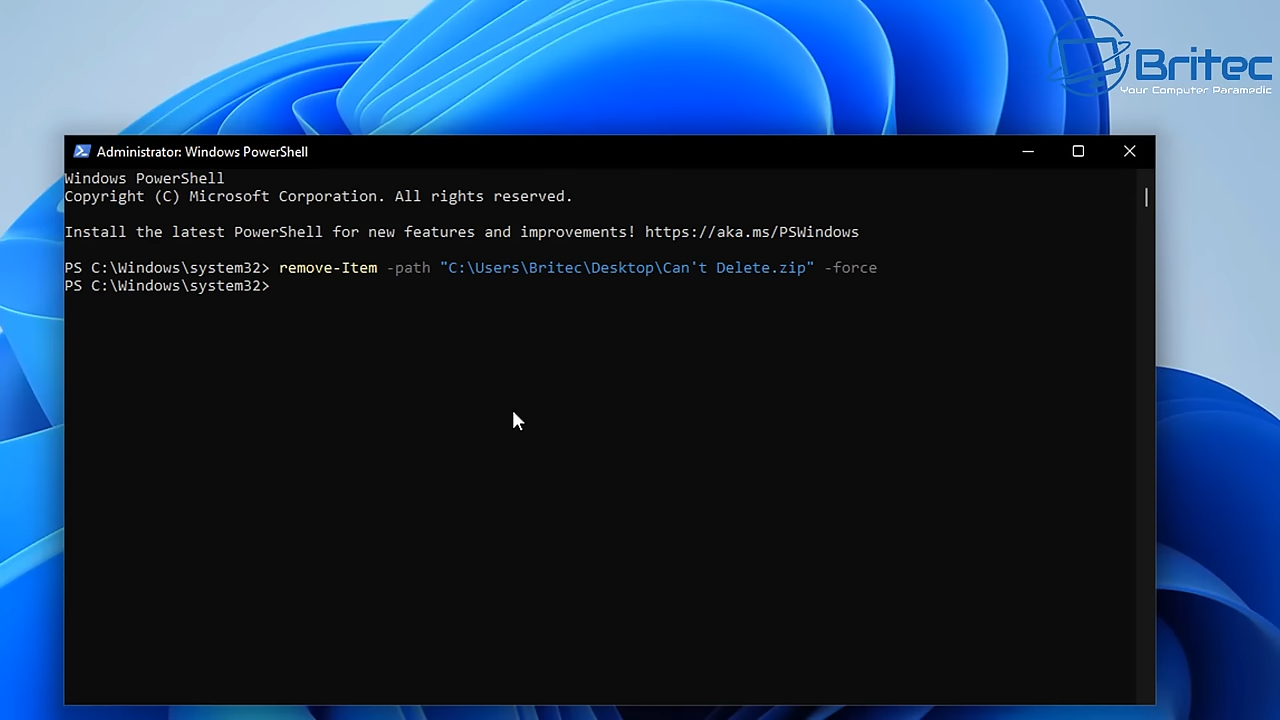 Britec
Your Computer Paramedic
Administrator: Windows PowerShell
Windows PowerShell
Copyright (C) Microsoft Corporation. All rights reserved.
Install the latest PowerShell for new features and improvements! https://aka.ms/PSWindows
PS C:\Windows\system32> remove-Item -path "C:\Users\Britec\Desktop\Can't Delete.zip" -force
PS C:\Windows\system32>